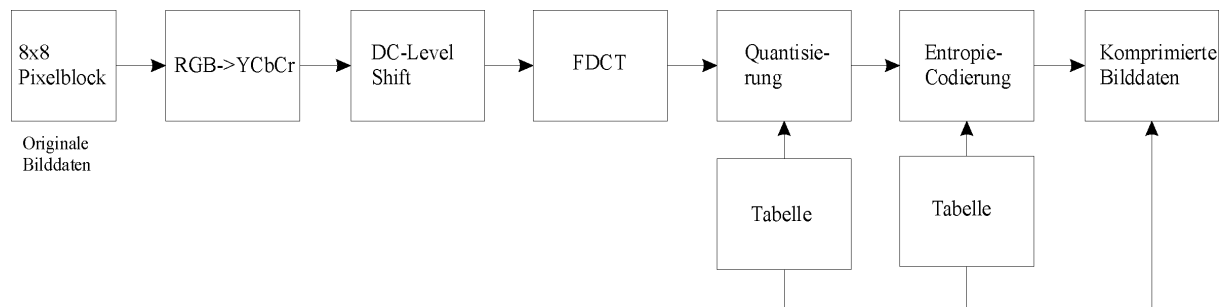 8x8
Pixelblock
RGB->YCbCr
DC-Level
Shift
FDCT
Quantisie-
rung
Entropie-
Codierung
Komprimierte
Bilddaten
Originale
Bilddaten
Tabelle
Tabelle